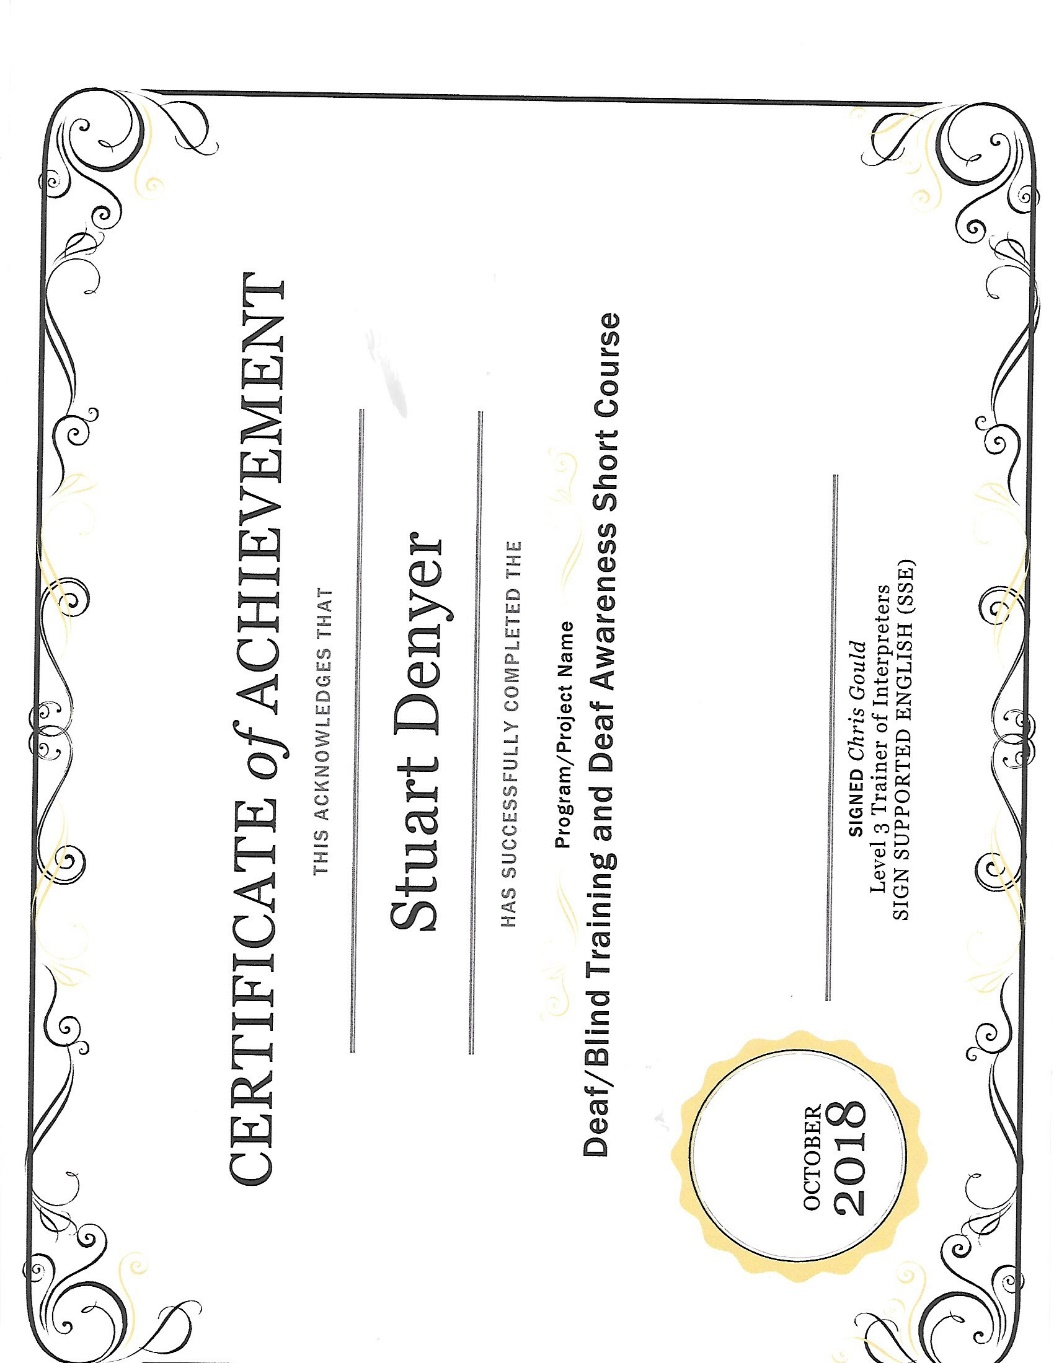 CERTIFICATE of ACHIEVEMENT
THIS ACKNOWLEDGES THAT
Stuart Denyer
HAS SUCCESSFULLY COMPLETED THE
Program/Project Name
Deaf/Blind Training and Deaf Awareness Short Course
OCTOBER
2018
SIGNED Chris Gould
Level 3 Trainer of Interpreters
SIGN SUPPORTED ENGLISH (SSE)